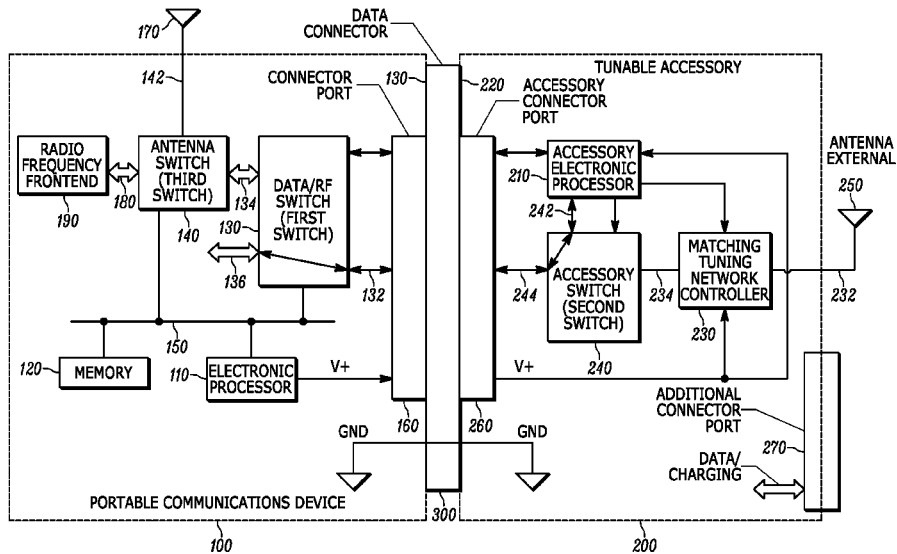 DATA
CONNECTOR
170
142
CONNECTOR
PORT
130
220
ACCESSORY
CONNECTOR
PORT
TUNABLE ACCESSORY
RADIO
FREQUENCY
FRONTEND
190
180
ANTENNA
SWITCH
(THIRD
SWITCH)
140
134
130
DATA/RF
SWITCH
(FIRST
SWITCH)
136
132
210
ACCESSORY
ELECTRONIC
PROCESSOR
242
ANTENNA
EXTERNAL
250
244
ACCESSORY
SWITCH
(SECOND
SWITCH)
240
234
MATCHING
TUNING
NETWORK
CONTROLLER
230
232
150
120
MEMORY
110
ELECTRONIC
PROCESSOR
V+
160
260
V+
GND
GND
ADDITIONAL
CONNECTOR
PORT
270
DATA/
CHARGING
PORTABLE COMMUNICATIONS DEVICE
100
300
200